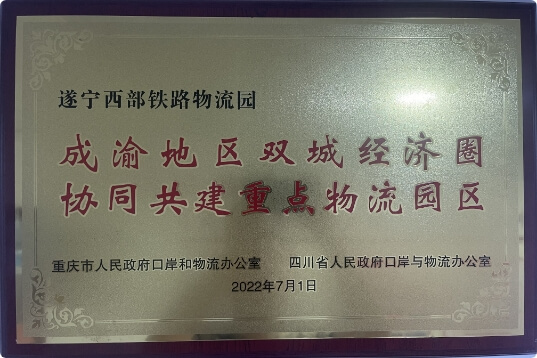 遂宁西部铁路物流园
成渝地区双城经济圈
协同共建重点物流园区
重庆市人民政府口岸和物流办公室 四川省人民政府口岸与物流办公室
2022年7月1日